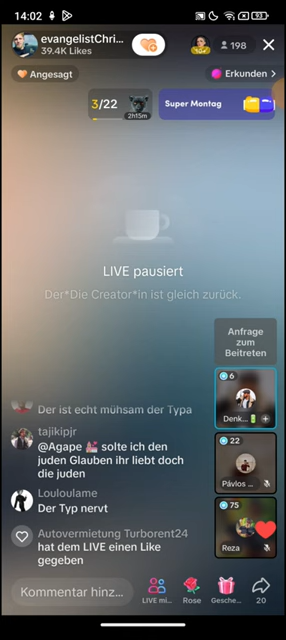 14:02
93
evangelistChri...
39.4K Likes
198
Angesagt
Erkunden
3/22
2h15m
Super Montag
LIVE pausiert
Der*Die Creator*in ist gleich zurück.
Anfrage
zum
Beitreten
6
Denk...
22
Pávlos ...
75
Reza
Der ist echt mühsam der Typa
tajikipjr
@Agape solte ich den
juden Glauben ihr liebt doch
die juden
Louloulame
Der Typ nervt
Autovermietung Turborent24
hat dem LIVE einen Like
gegeben
Kommentar hinz...
LIVE mi...
Rose
Gesche...
20